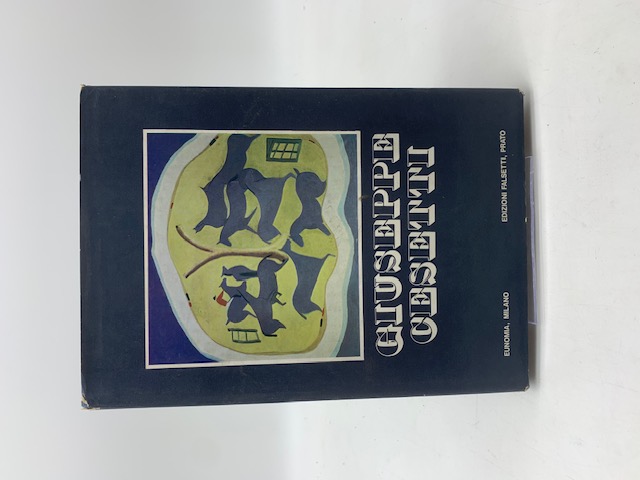 GIUSEPPE
CESETTI
EUNOMIA, MILANO
EDIZIONI FALSETTI, PRATO